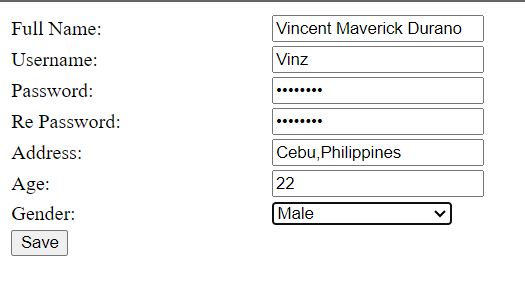 Full Name: Vincent Maverick Durano
Username: Vinz
Password: ••••••••
Re Password: ••••••••
Address: Cebu,Philippines
Age: 22
Gender: Male
Save